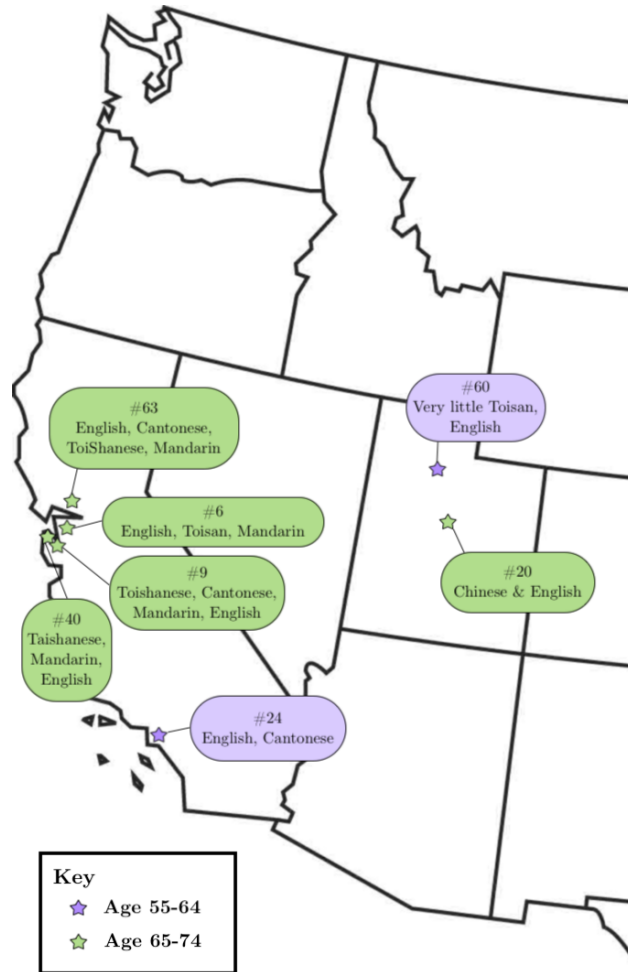 #60
Very little Toisan,
English
#63
English, Cantonese,
ToiShanese, Mandarin
#6
English, Toisan, Mandarin
#9
Toishanese, Cantonese,
Mandarin, English
#20
Chinese & English
#40
Taishanese,
Mandarin,
English
#24
English, Cantonese
Key
Age 55-64
Age 65-74